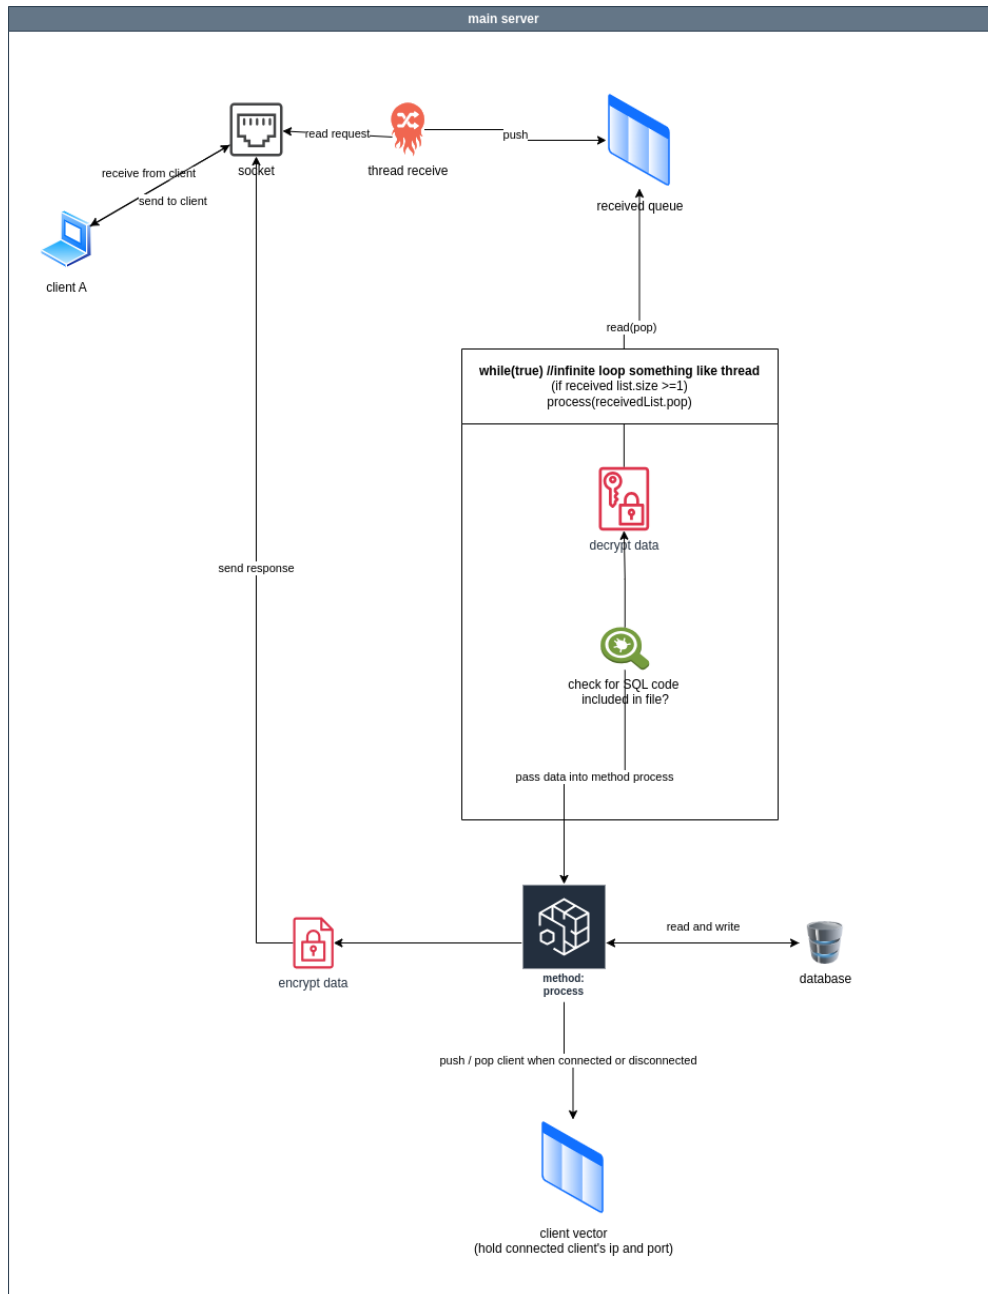 main server
read request
push
socket
thread receive
receive from client
send to client
received queue
client A
read(pop)
while(true) //infinite loop something like thread
(if received list.size >=1)
process(receivedList.pop)
decrypt data
send response
check for SQL code
included in file?
pass data into method process
read and write
method:
process
database
encrypt data
push / pop client when connected or disconnected
client vector
(hold connected client's ip and port)